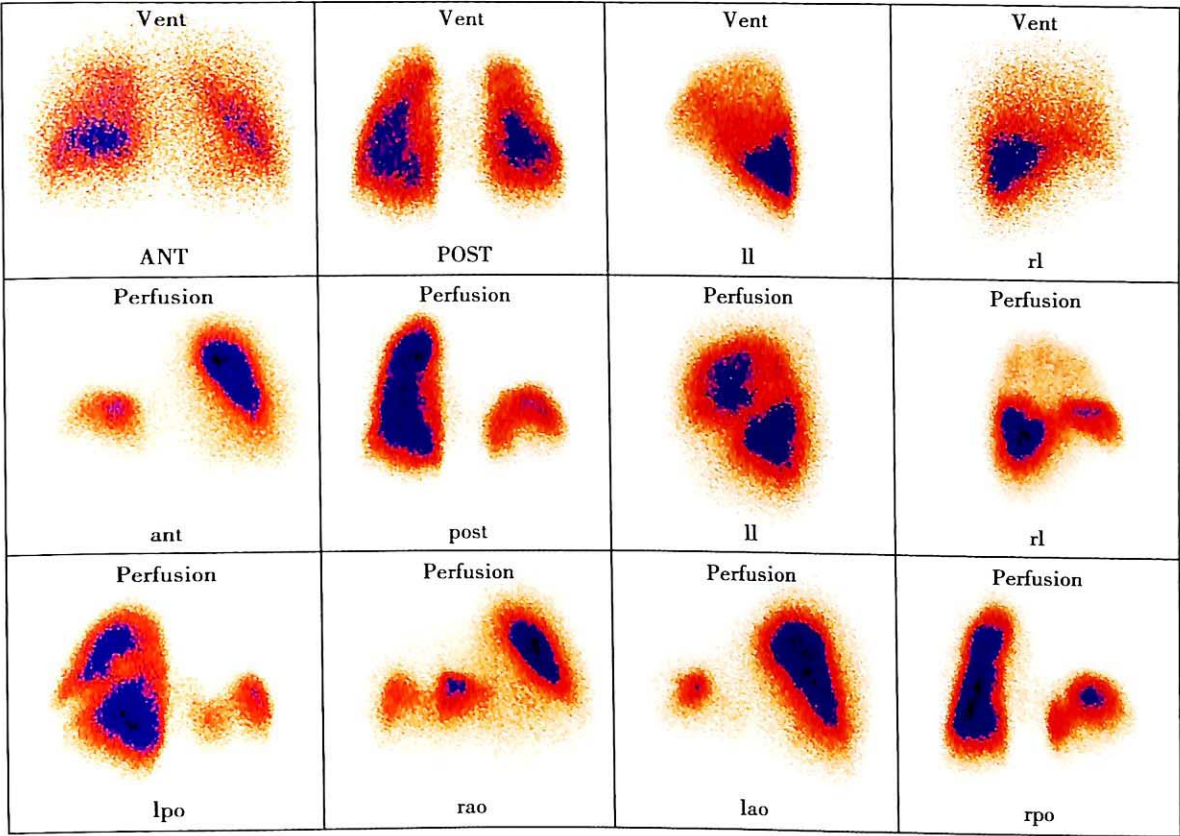 Vent
Vent
Vent
Vent
ANT
POST
ll
rl
Perfusion
Perfusion
Perfusion
Perfusion
ant
post
ll
rl
Perfusion
Perfusion
Perfusion
Perfusion
lpo
rao
lao
rpo